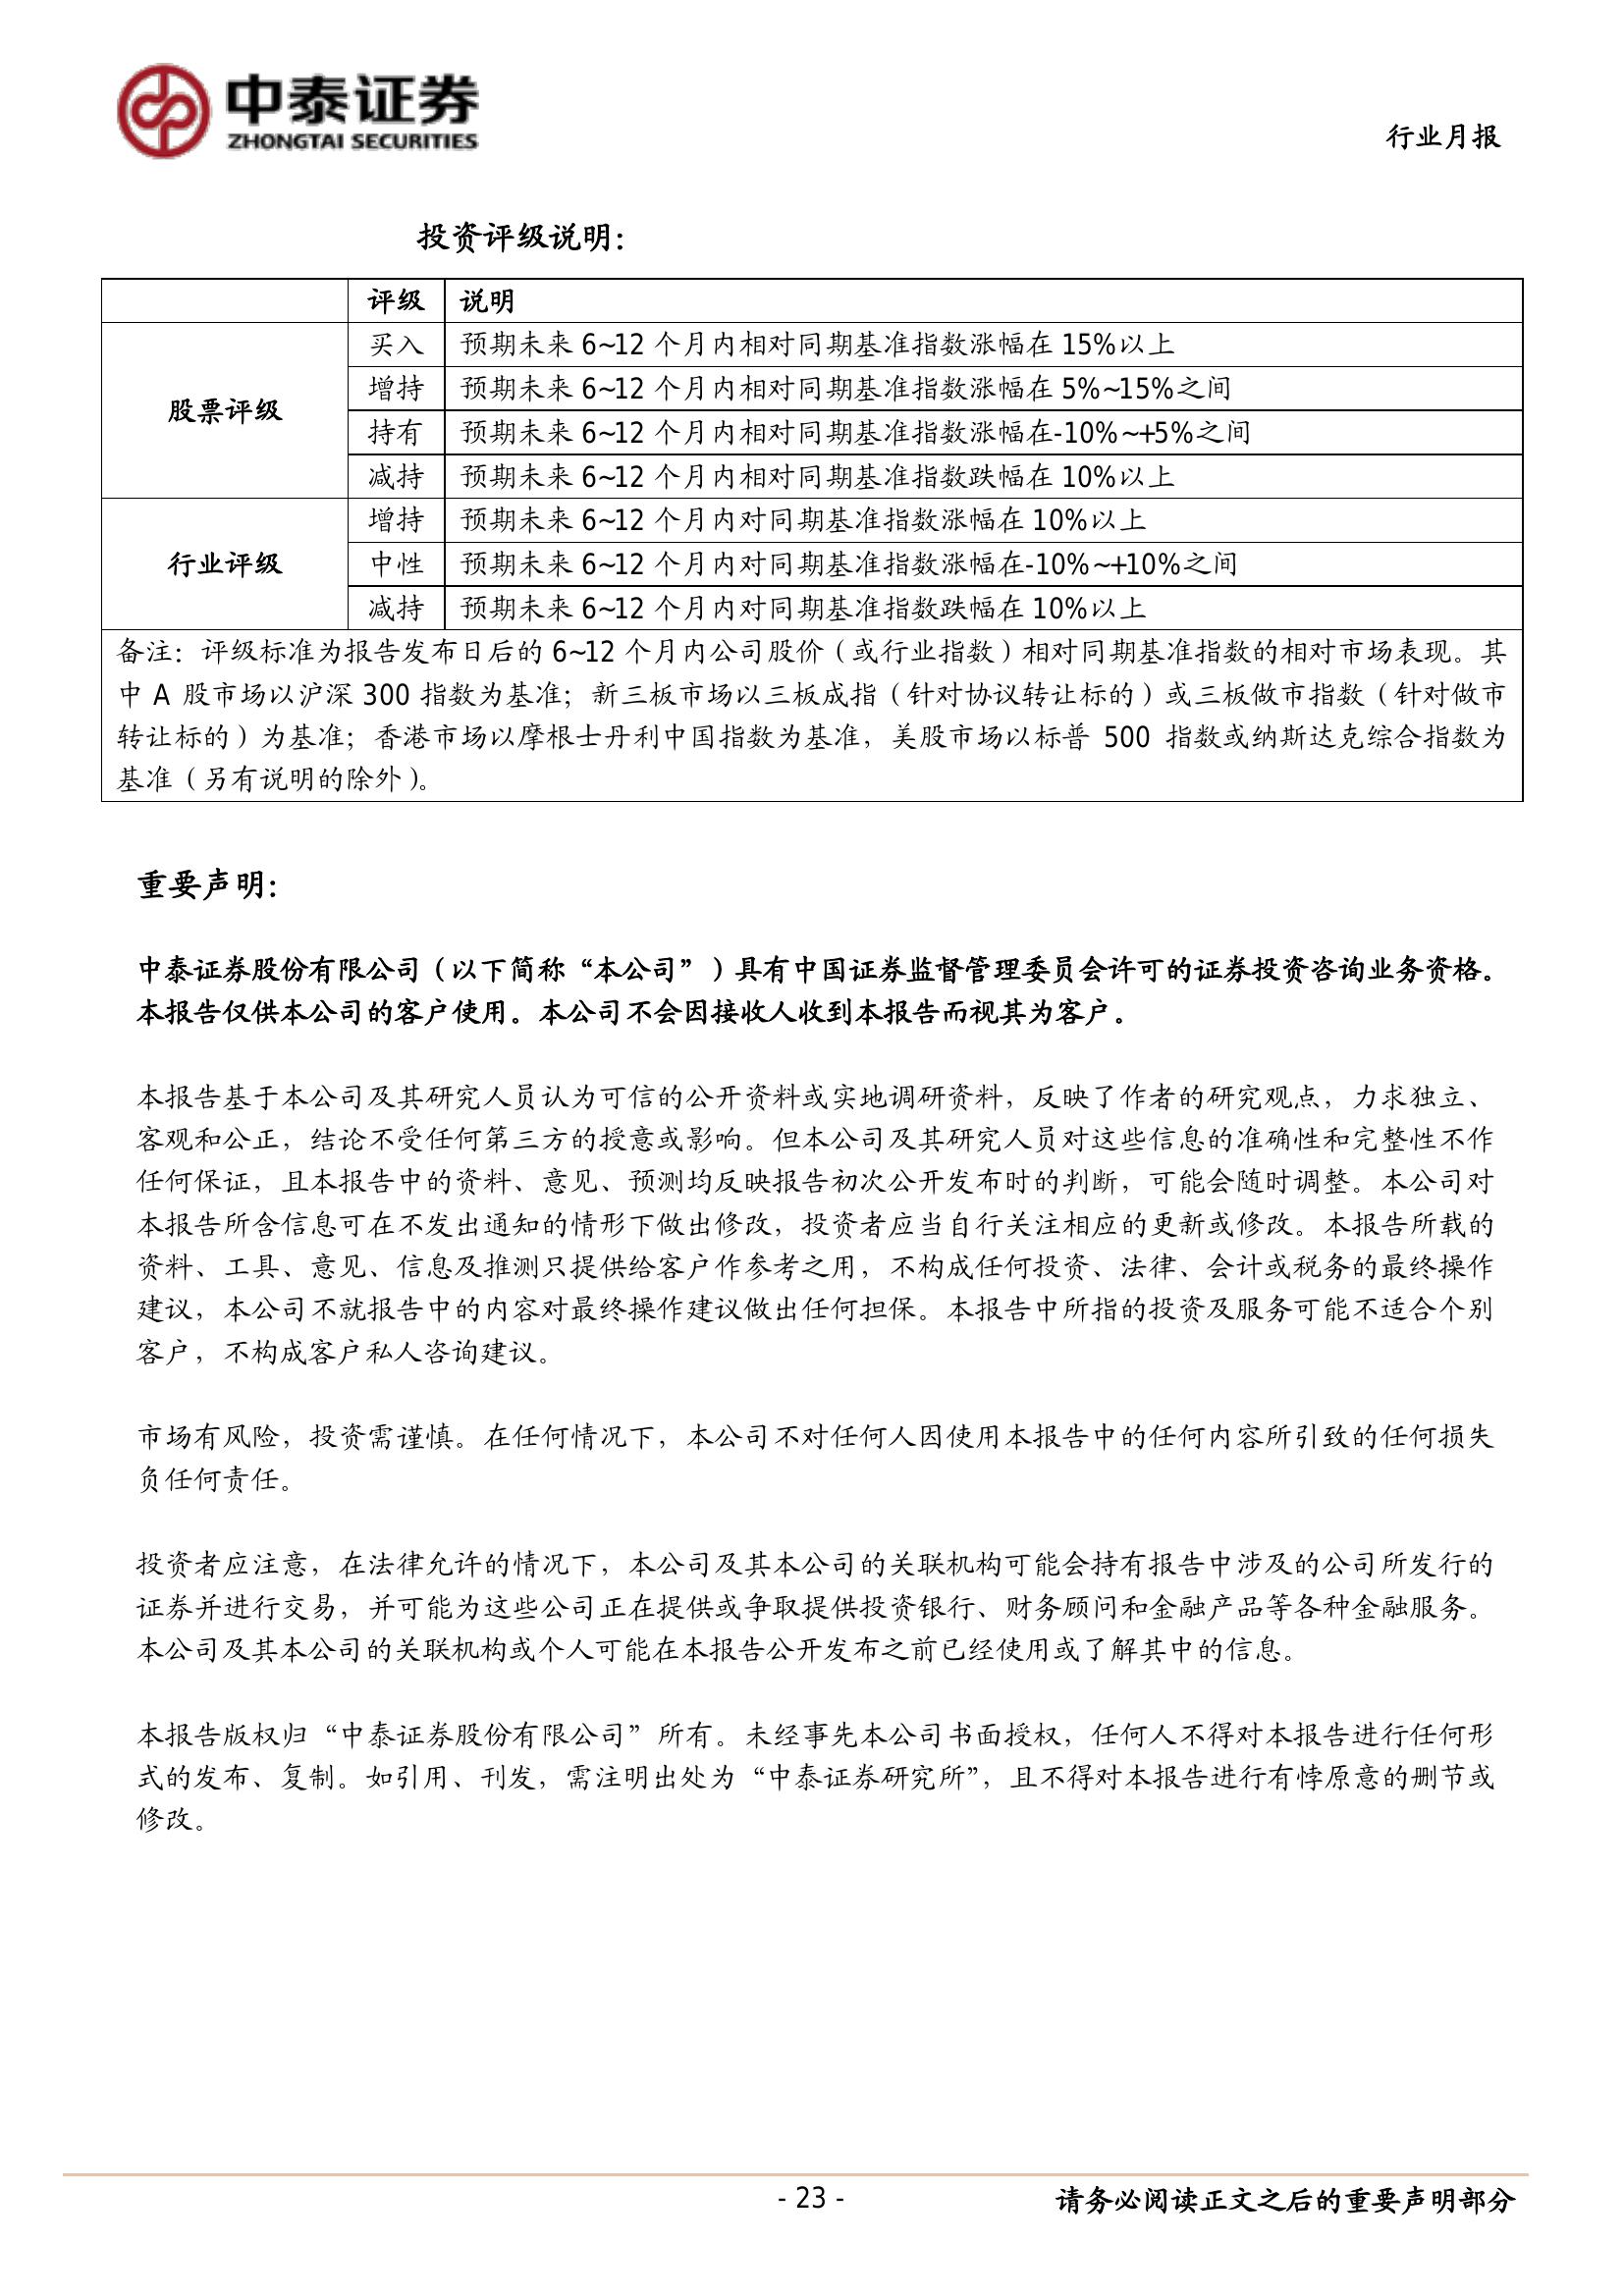 中泰证券
ZHONGTAI SECURITIES
行业月报
投资评级说明：
评级 说明
股票评级
买入 预期未来 6~12 个月内相对同期基准指数涨幅在 15%以上
增持 预期未来 6~12 个月内相对同期基准指数涨幅在 5%~15%之间
持有 预期未来 6~12 个月内相对同期基准指数涨幅在-10%~+5%之间
减持 预期未来 6~12 个月内相对同期基准指数跌幅在 10%以上
行业评级
增持 预期未来 6~12 个月内对同期基准指数涨幅在 10%以上
中性 预期未来 6~12 个月内对同期基准指数涨幅在-10%~+10%之间
减持 预期未来 6~12 个月内对同期基准指数跌幅在 10%以上
备注：评级标准为报告发布日后的 6~12 个月内公司股价（或行业指数）相对同期基准指数的相对市场表现。其
中 A 股市场以沪深 300 指数为基准；新三板市场以三板成指（针对协议转让标的）或三板做市指数（针对做市
转让标的）为基准；香港市场以摩根士丹利中国指数为基准，美股市场以标普 500 指数或纳斯达克综合指数为
基准（另有说明的除外）。
重要声明：
中泰证券股份有限公司（以下简称“本公司”）具有中国证券监督管理委员会许可的证券投资咨询业务资格。
本报告仅供本公司的客户使用。本公司不会因接收人收到本报告而视其为客户。
本报告基于本公司及其研究人员认为可信的公开资料或实地调研资料，反映了作者的研究观点，力求独立、
客观和公正，结论不受任何第三方的授意或影响。但本公司及其研究人员对这些信息的准确性和完整性不作
任何保证，且本报告中的资料、意见、预测均反映报告初次公开发布时的判断，可能会随时调整。本公司对
本报告所含信息可在不发出通知的情形下做出修改，投资者应当自行关注相应的更新或修改。本报告所载的
资料、工具、意见、信息及推测只提供给客户作参考之用，不构成任何投资、法律、会计或税务的最终操作
建议，本公司不就报告中的内容对最终操作建议做出任何担保。本报告中所指的投资及服务可能不适合个别
客户，不构成客户私人咨询建议。
市场有风险，投资需谨慎。在任何情况下，本公司不对任何人因使用本报告中的任何内容所引致的任何损失
负任何责任。
投资者应注意，在法律允许的情况下，本公司及其本公司的关联机构可能会持有报告中涉及的公司所发行的
证券并进行交易，并可能为这些公司正在提供或争取提供投资银行、财务顾问和金融产品等各种金融服务。
本公司及其本公司的关联机构或个人可能在本报告公开发布之前已经使用或了解其中的信息。
本报告版权归“中泰证券股份有限公司”所有。未经事先本公司书面授权，任何人不得对本报告进行任何形
式的发布、复制。如引用、刊发，需注明出处为“中泰证券研究所”，且不得对本报告进行有悖原意的删节或
修改。
- 23 -
请务必阅读正文之后的重要声明部分